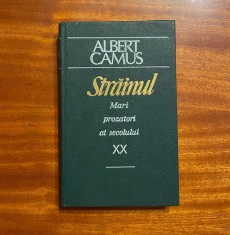 ALBERT
CAMUS
Străinul
Mari
prozatori
ai secolului
XX